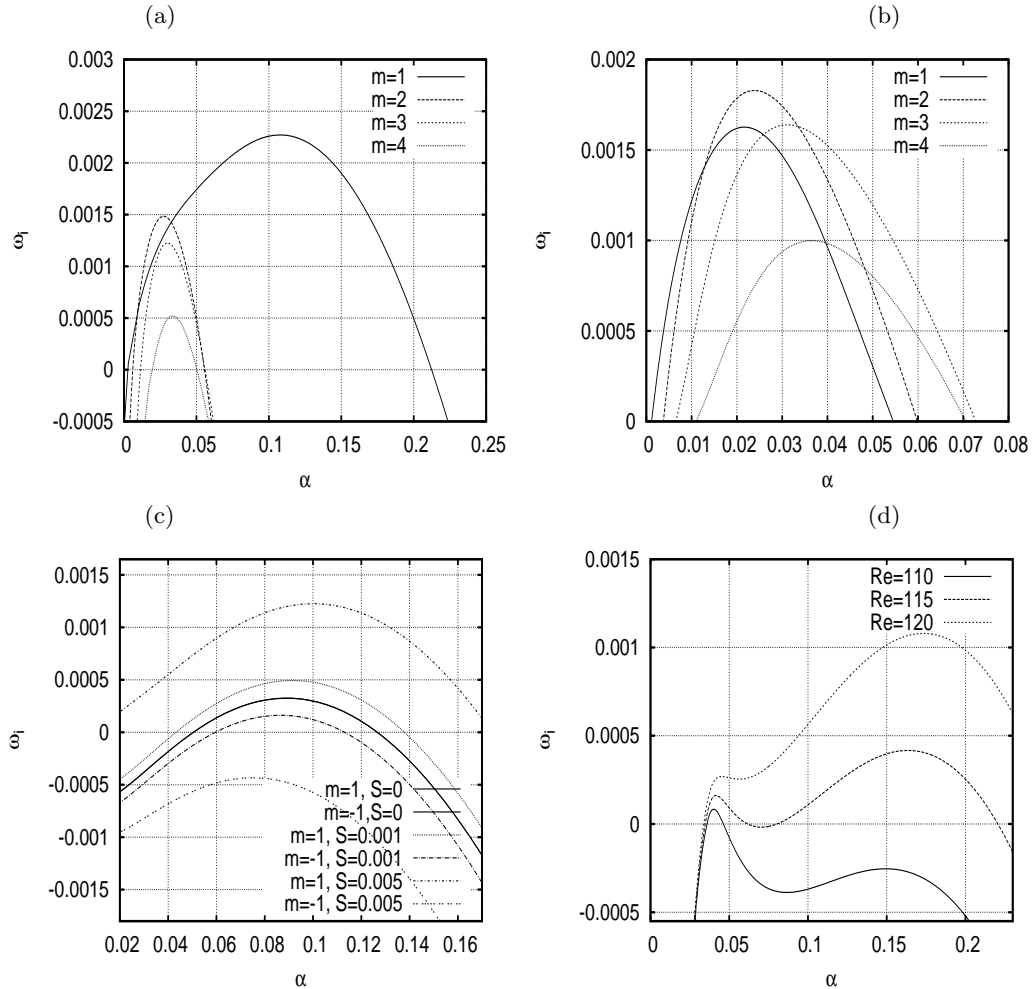 (a)
0.003
0.0025
0.002
0.0015
0.001
0.0005
0
-0.0005
ωi
0 0.05 0.1 0.15 0.2 0.25
α
m=1
m=2
m=3
m=4
(b)
0.002
0.0015
0.001
0.0005
0
ωi
0 0.01 0.02 0.03 0.04 0.05 0.06 0.07 0.08
α
m=1
m=2
m=3
m=4
(c)
0.0015
0.001
0.0005
0
-0.0005
-0.001
-0.0015
ωi
0.02 0.04 0.06 0.08 0.1 0.12 0.14 0.16
α
m=1, S=0
m=-1,S=0
m=1, S=0.001
m=-1, S=0.001
m=1, S=0.005
m=-1, S=0.005
(d)
0.0015
0.001
0.0005
0
-0.0005
ωi
0 0.05 0.1 0.15 0.2
α
Re=110
Re=115
Re=120